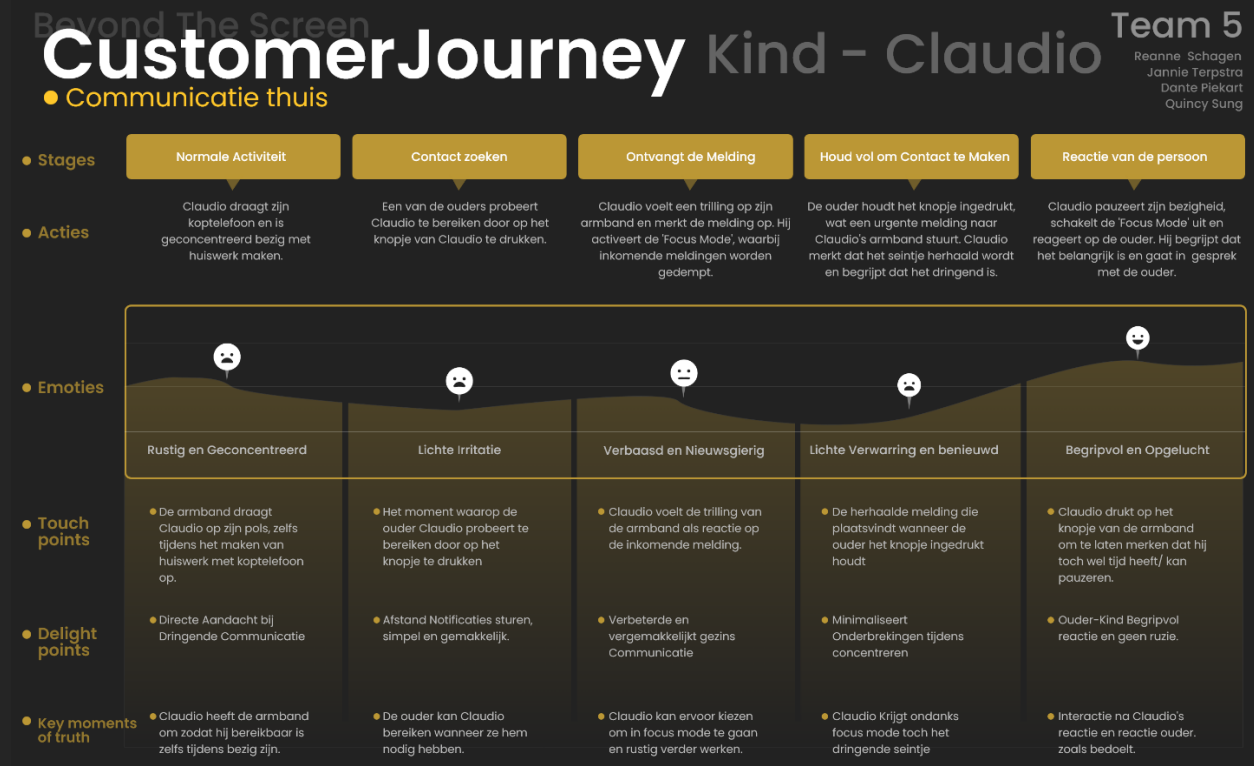 Beyond The Screen
CustomerJourney Kind - Claudio
Communicatie thuis
Team 5
Reanne Schagen
Jannie Terpstra
Dante Piekart
Quincy Sung
Stages
Normale Activiteit
Contact zoeken
Ontvangt de Melding
Houd vol om Contact te Maken
Reactie van de persoon
Acties
Claudio draagt zijn
koptelefoon en is
geconcentreerd bezig met
huiswerk maken.
Een van de ouders probeert
Claudio te bereiken door op het
knopje van Claudio te drukken.
Claudio voelt een trilling op zijn
armband en merkt de melding op. Hij
activeert de 'Focus Mode', waarbij
inkomende meldingen worden
gedempt.
De ouder houdt het knopje ingedrukt,
wat een urgente melding naar
Claudio's armband stuurt. Claudio
merkt dat het seintje herhaald wordt
en begrijpt dat het dringend is.
Claudio pauzeert zijn bezigheid,
schakelt de 'Focus Mode' uit en
reageert op de ouder. Hij begrijpt dat
het belangrijk is en gaat in gesprek
met de ouder.
Emoties
Rustig en Geconcentreerd
Lichte Irritatie
Verbaasd en Nieuwsgierig
Lichte Verwarring en benieuwd
Begripvol en Opgelucht
Touch
points
De armband draagt
Claudio op zijn pols, zelfs
tijdens het maken van
huiswerk met koptelefoon
op.
Het moment waarop de
ouder Claudio probeert te
bereiken door op het
knopje te drukken
Claudio voelt de trilling van
de armband als reactie op
de inkomende melding.
De herhaalde melding die
plaatsvindt wanneer de
ouder het knopje ingedrukt
houdt
Claudio drukt op het
knopje van de armband
om te laten merken dat hij
toch wel tijd heeft/ kan
pauzeren.
Delight
points
Directe Aandacht bij
Dringende Communicatie
Afstand Notificaties sturen,
simpel en gemakkelijk.
Verbeterde en
vergemakkelijkt gezins
Communicatie
Minimaliseert
Onderbrekingen tijdens
concentreren
Ouder-Kind Begripvol
reactie en geen ruzie.
Key moments
of truth
Claudio heeft de armband
om zodat hij bereikbaar is
zelfs tijdens bezig zijn.
De ouder kan Claudio
bereiken wanneer ze hem
nodig hebben.
Claudio kan ervoor kiezen
om in focus mode te gaan
en rustig verder werken.
Claudio Krijgt ondanks
focus mode toch het
dringende seintje
Interactie na Claudio's
reactie en reactie ouder.
zoals bedoelt.